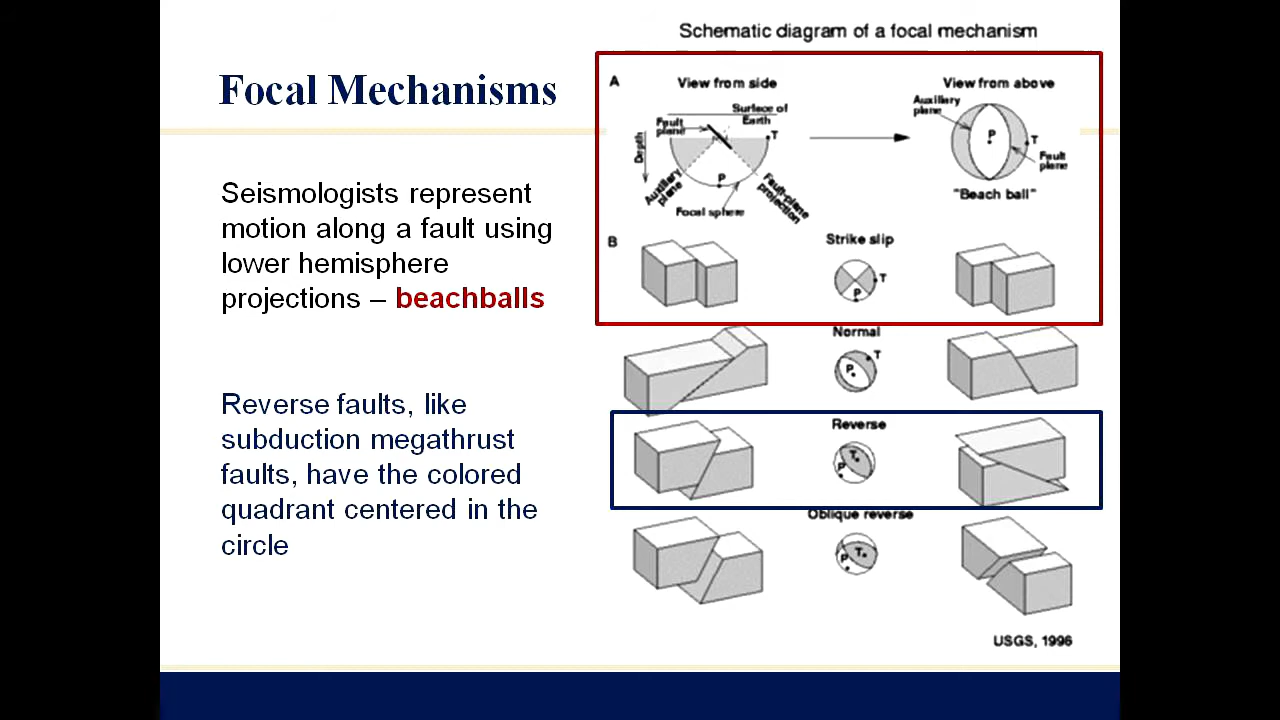 Schematic diagram of a focal mechanism
Focal Mechanisms
Seismologists represent
motion along a fault using
lower hemisphere
projections – beachballs
Reverse faults, like
subduction megathrust
faults, have the colored
quadrant centered in the
circle
A
View from side
View from above
Surface of
Earth
Fault
plane
T
Depth
P
Auxiliary
plane
Focal sphere
Fault-plane
projection
Auxiliary
plane
P
T
Fault
plane
"Beach ball"
B
Strike slip
T
P
Normal
T
P
Reverse
T
P
Oblique reverse
T
P
USGS, 1996